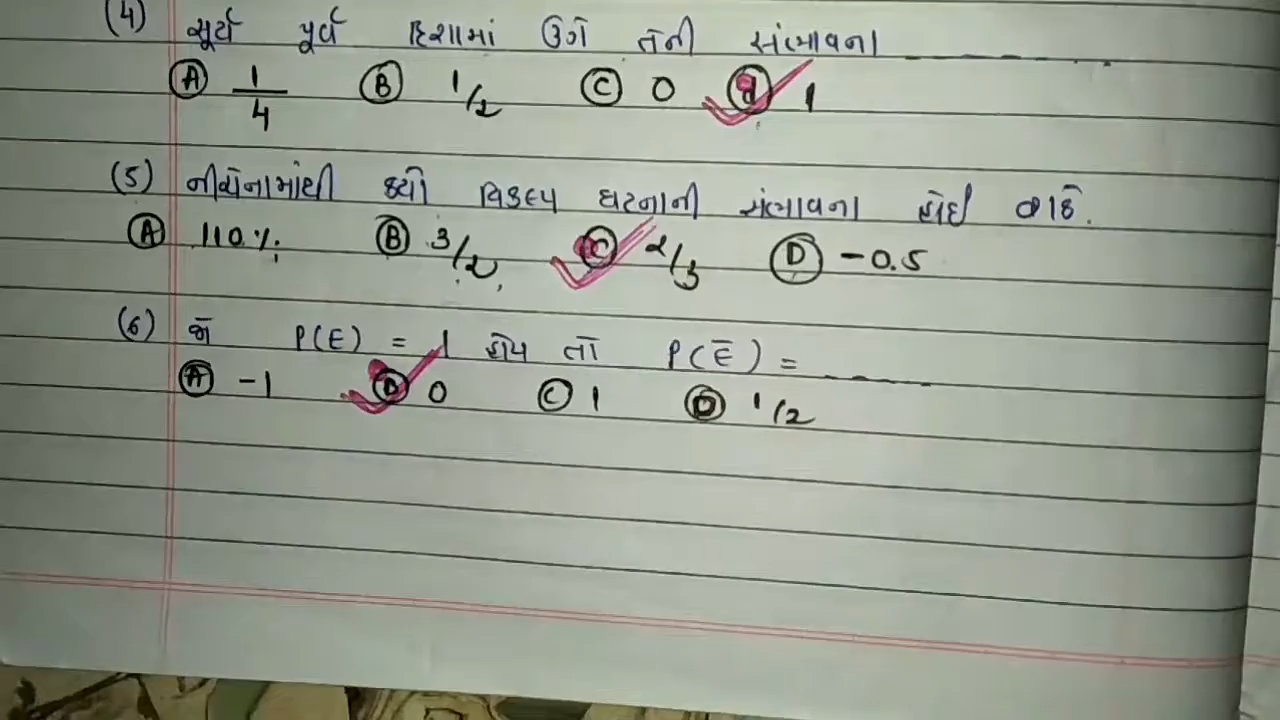 (4) સૂર્ય પૂર્વ દિશામાં ઉગે તેની સંભાવના _ _ _ _ _ .
(A) 1/4 (B) 1/2 (C) 0 (D) 1
(5) નીચેનામાંથી ક્યો વિકલ્પ ઘટનાની સંભાવના હોઈ શકે.
(A) 110% (B) 3/2 (C) 2/3 (D) -0.5
(6) જો P(E) = 1 હોય તો P(Ē) = _ _ _ _
(A) -1 (B) 0 (C) 1 (D) 1/2